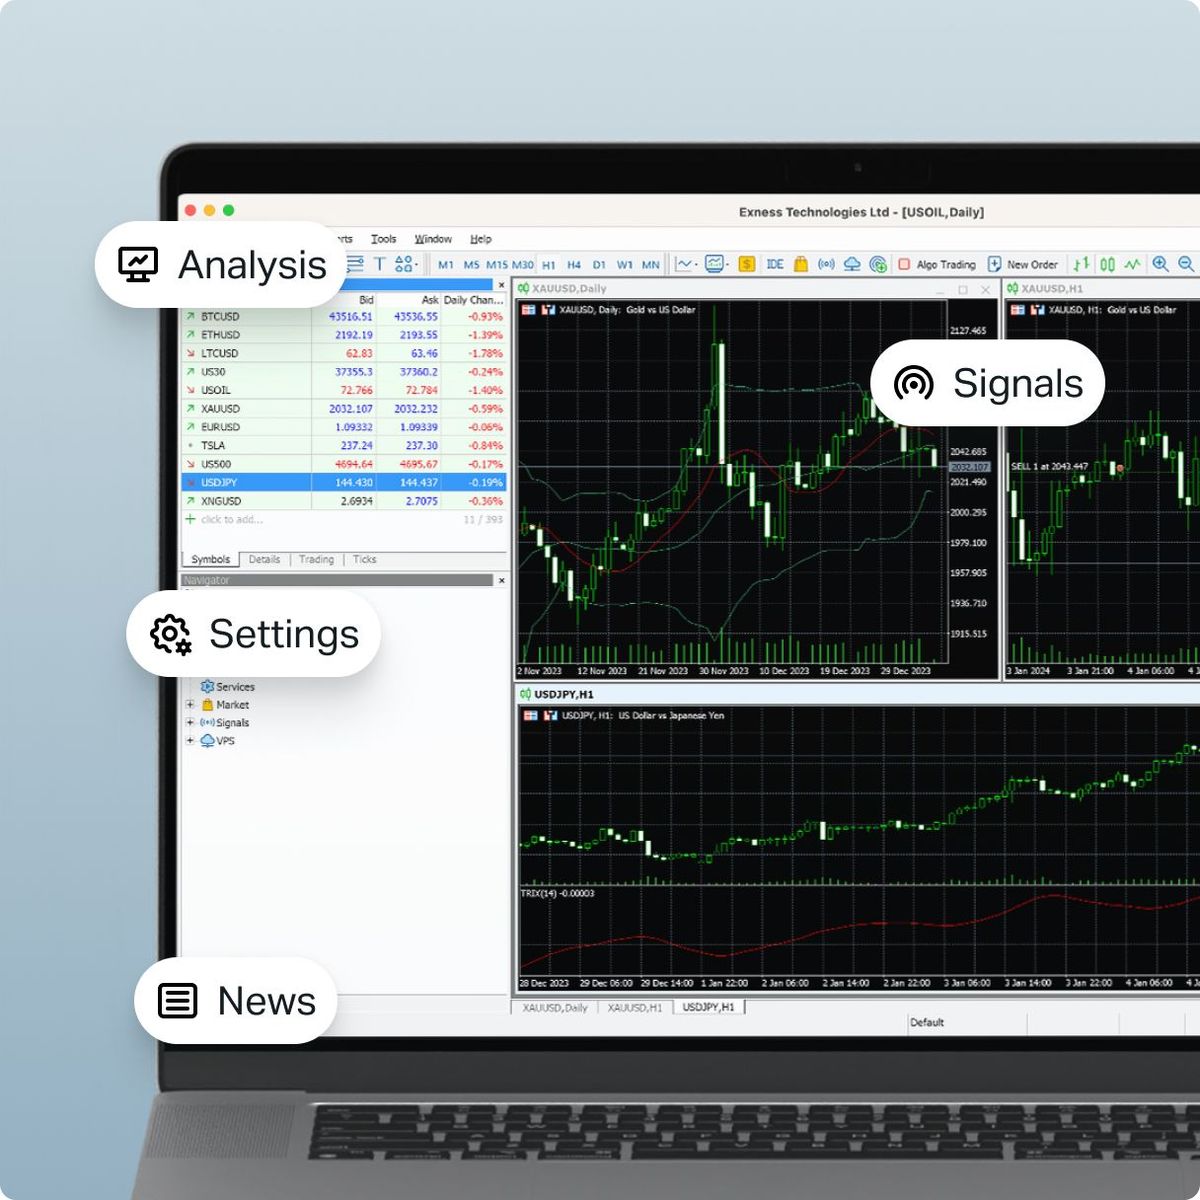 Exness Technologies Ltd - [USOIL,Daily]
Tools Window Help
Analysis
T M1 M5 M15 M30 H1 H4 D1 W1 MN $ IDE Algo Trading New Order
Bid Ask Daily Chan...
BTCUSD 43516.51 43536.55 -0.93%
ETHUSD 2192.19 2193.55 -1.39%
LTCUSD 62.83 63.46 -1.78%
US30 37355.3 37360.2 -0.24%
USOIL 72.766 72.784 -1.40%
XAUUSD 2032.107 2032.232 -0.59%
EURUSD 1.09332 1.09339 -0.06%
TSLA 237.24 237.30 -0.84%
US500 4694.64 4695.67 -0.17%
USDJPY 144.430 144.437 -0.19%
XNGUSD 2.6934 2.7075 -0.36%
click to add... 11 / 393
Symbols Details Trading Ticks
Navigator
Settings
Services
Market
Signals
VPS
News
XAUUSD,Daily
XAUUSD, Daily: Gold vs US Dollar
2127.465
2042.685
2032.107
2021.490
2000.295
1979.100
1957.905
1936.710
1915.515
2 Nov 2023 12 Nov 2023 21 Nov 2023 30 Nov 2023 10 Dec 2023 19 Dec 2023 29 Dec 2023
XAUUSD,H1
XAUUSD, H1: Gold vs US Dollar
Signals
SELL 1 at 2043.447
3 Jan 2024 3 Jan 21:00 4 Jan 06:00
USDJPY,H1
USDJPY, H1: US Dollar vs Japanese Yen
TRIX(14) -0.00003
28 Dec 2023 29 Dec 06:00 29 Dec 14:00 1 Jan 22:00 2 Jan 06:00 2 Jan 14:00 2 Jan 22:00 3 Jan 06:00 3 Jan 14:00 3 Jan 22:00 4 Jan 06:00
XAUUSD,Daily XAUUSD,H1 USDJPY,H1
Default